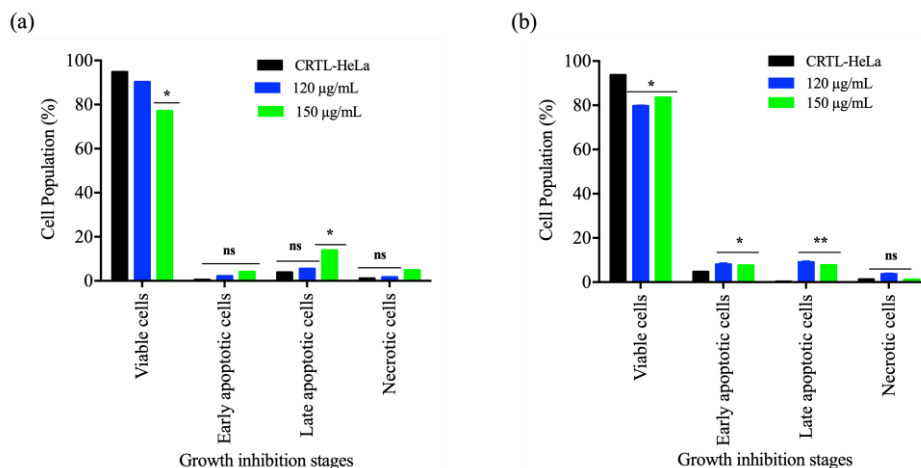 (a)
CRTL-HeLa
120 µg/mL
150 µg/mL
Cell Population (%)
100
80
60
40
20
0
*
ns
ns
*
ns
Viable cells
Early apoptotic cells
Late apoptotic cells
Necrotic cells
Growth inhibition stages
(b)
CRTL-HeLa
120 µg/mL
150 µg/mL
Cell Population (%)
100
80
60
40
20
0
*
*
**
ns
Viable cells
Early apoptotic cells
Late apoptotic cells
Necrotic cells
Growth inhibition stages